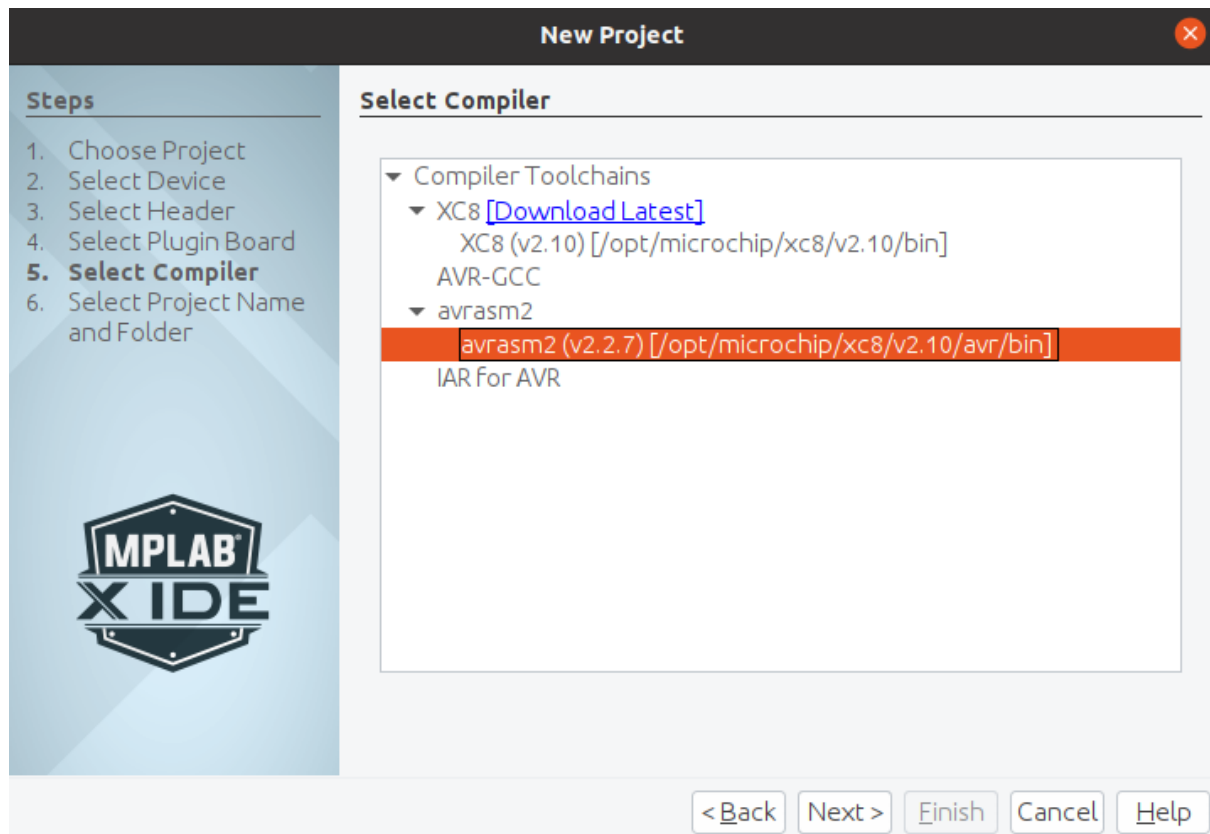 New Project
Steps
1. Choose Project
2. Select Device
3. Select Header
4. Select Plugin Board
5. Select Compiler
6. Select Project Name
and Folder
MPLAB®
X IDE
Select Compiler
Compiler Toolchains
XC8 [Download Latest]
XC8 (v2.10) [/opt/microchip/xc8/v2.10/bin]
AVR-GCC
avrasm2
avrasm2 (v2.2.7) [/opt/microchip/xc8/v2.10/avr/bin]
IAR for AVR
< Back Next > Finish Cancel Help